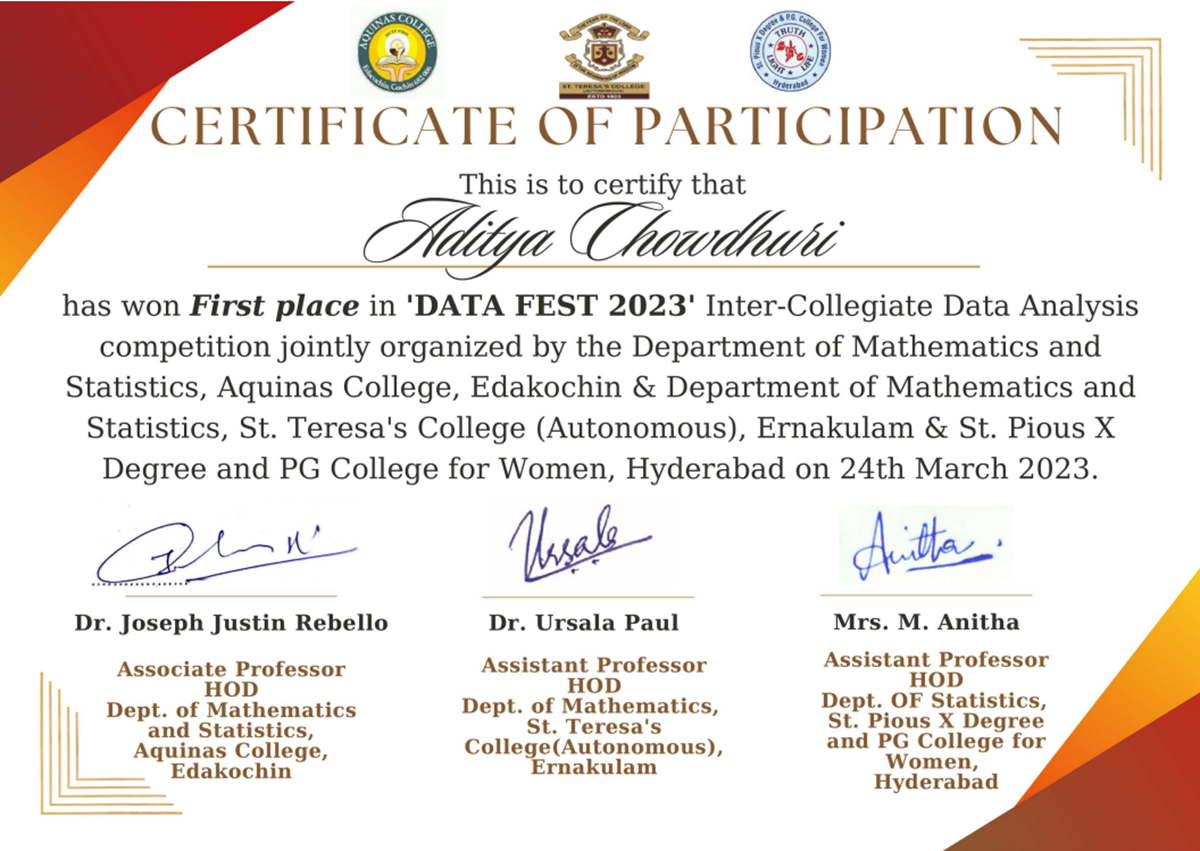 AQUINAS COLLEGE
Edacochin, Cochin 682 008
ST. TERESA'S COLLEGE
(AUTONOMOUS)
ESTD 1925
St. Pious X Degree & P.G. College For Women
TRUTH
LIGHT
LIFE
Hyderabad
CERTIFICATE OF PARTICIPATION
This is to certify that
Aditya Chowdhuri
has won First place in 'DATA FEST 2023' Inter-Collegiate Data Analysis
competition jointly organized by the Department of Mathematics and
Statistics, Aquinas College, Edakochin & Department of Mathematics and
Statistics, St. Teresa's College (Autonomous), Ernakulam & St. Pious X
Degree and PG College for Women, Hyderabad on 24th March 2023.
Ursala
Anitha
Dr. Joseph Justin Rebello
Associate Professor
HOD
Dept. of Mathematics
and Statistics,
Aquinas College,
Edakochin
Dr. Ursala Paul
Assistant Professor
HOD
Dept. of Mathematics,
St. Teresa's
College(Autonomous),
Ernakulam
Mrs. M. Anitha
Assistant Professor
HOD
Dept. OF Statistics,
St. Pious X Degree
and PG College for
Women,
Hyderabad